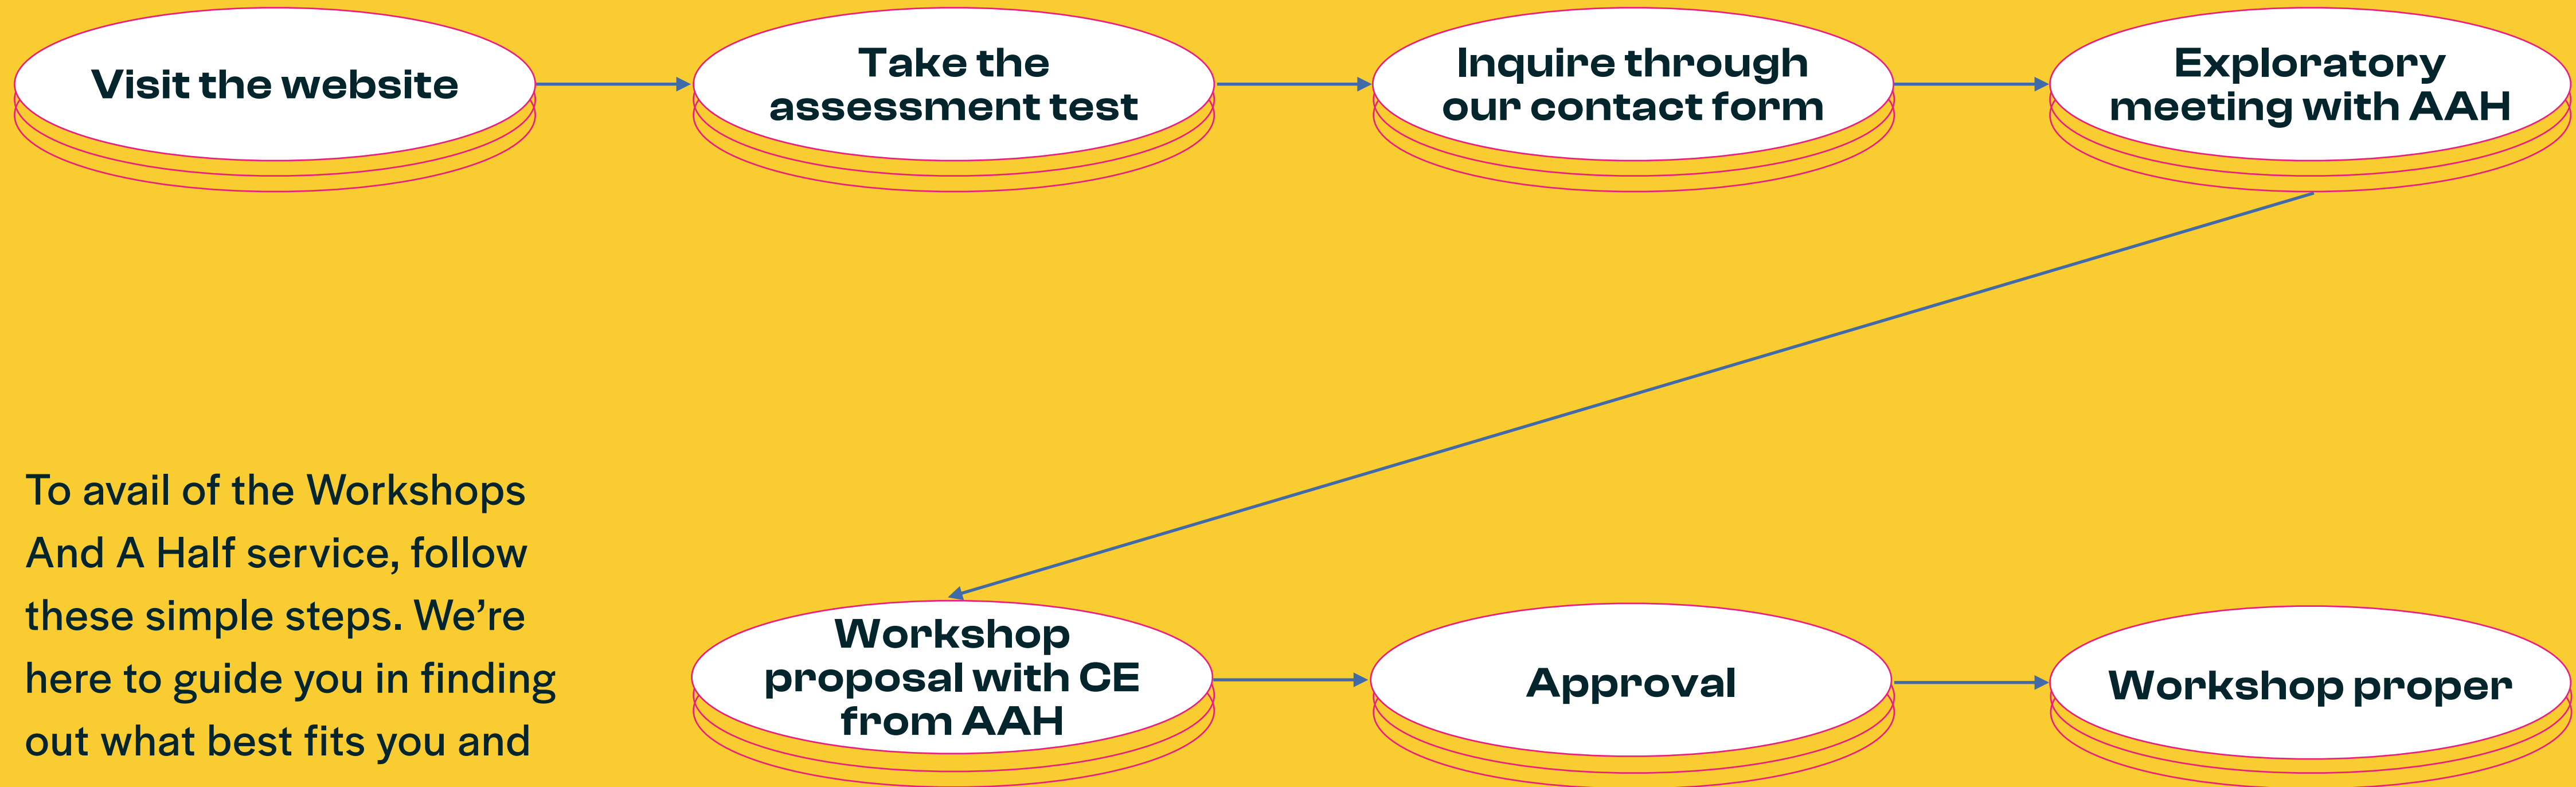 Visit the website
Take the
assessment test
Inquire through
our contact form
Exploratory
meeting with AAH
To avail of the Workshops
And A Half service, follow
these simple steps. We’re
here to guide you in finding
out what best fits you and
Workshop
proposal with CE
from AAH
Approval
Workshop proper